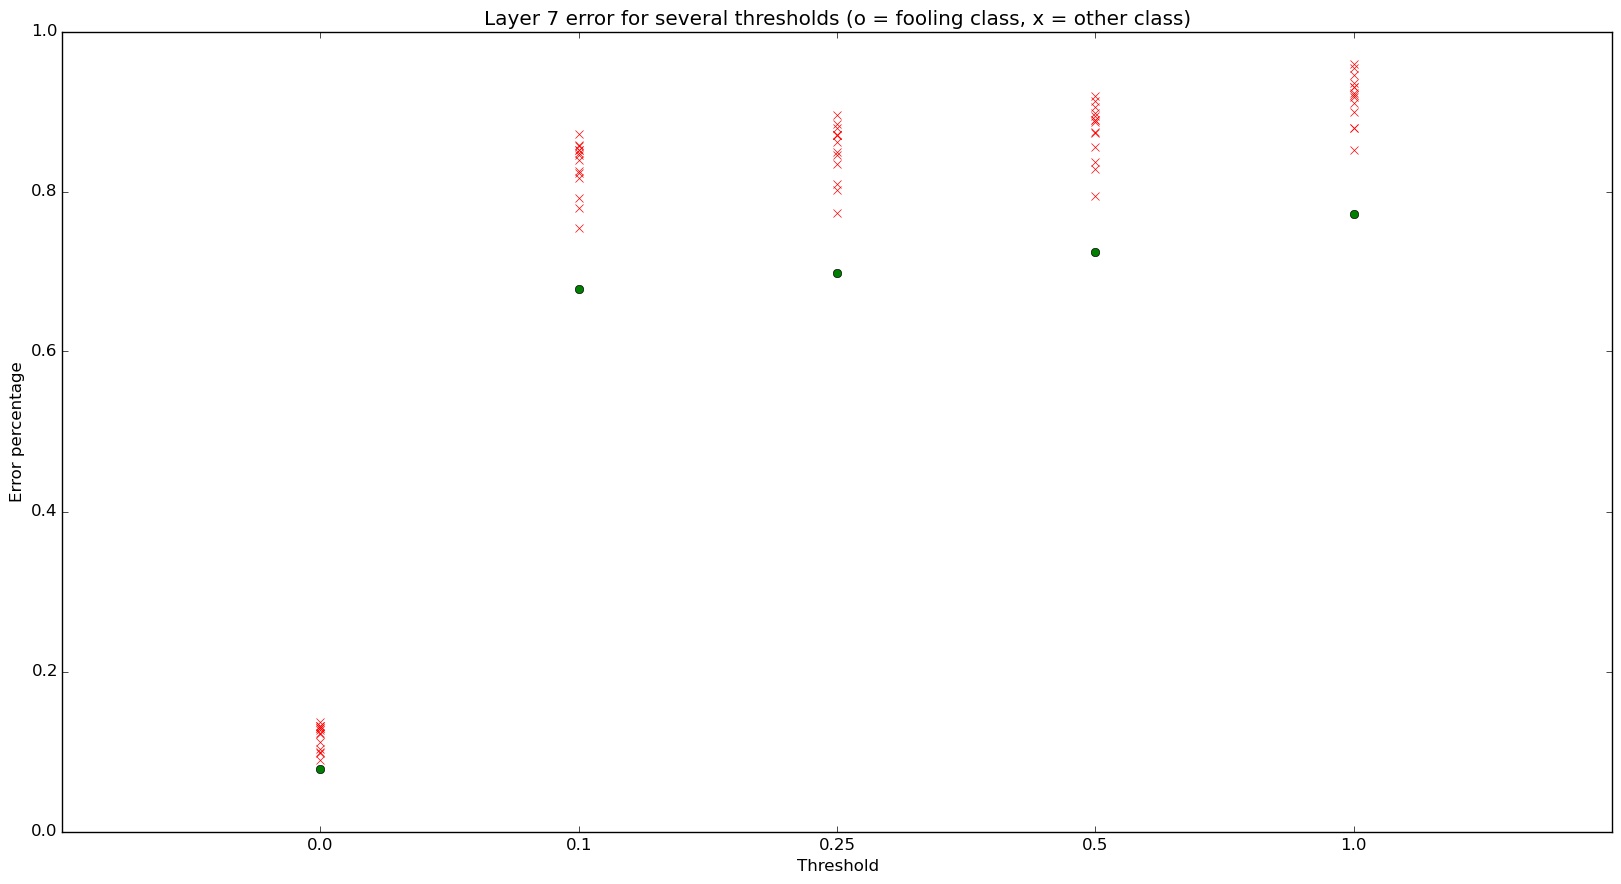 Layer 7 error for several thresholds (o = fooling class, x = other class)
1.0
0.8
0.6
0.4
0.2
0.0
Error percentage
0.0 0.1 0.25 0.5 1.0
Threshold